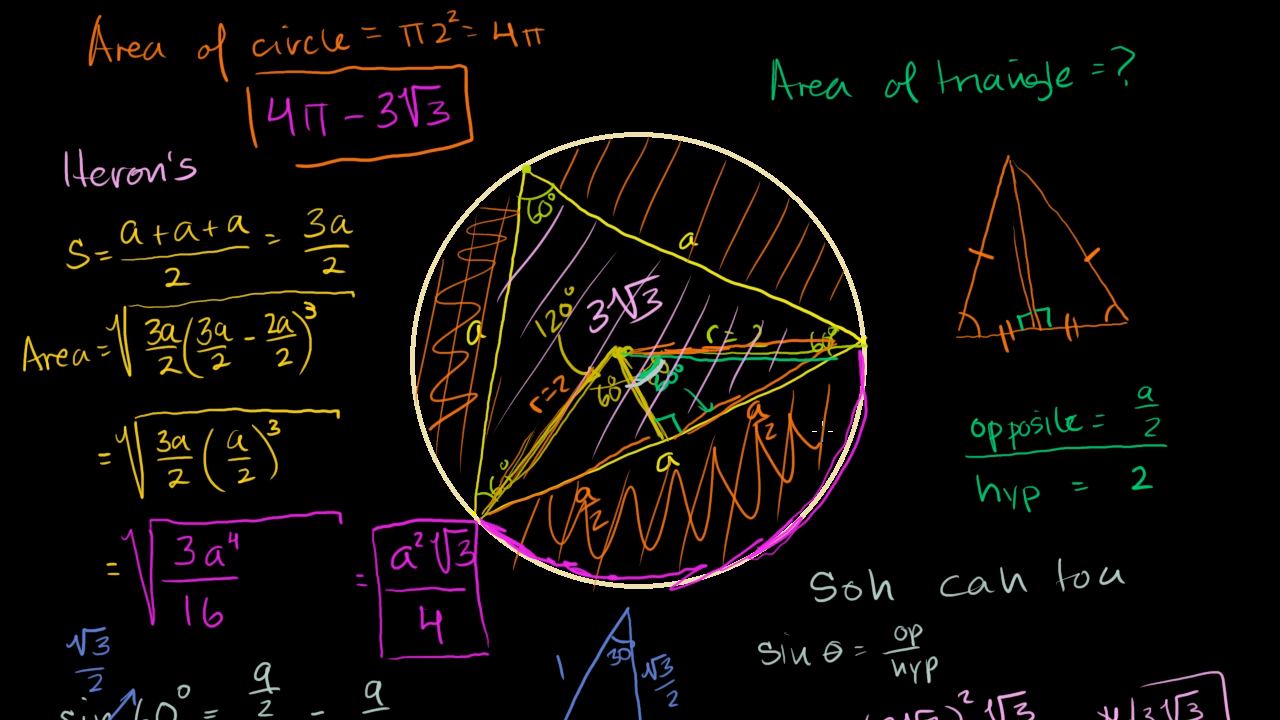 Area of circle = π2² = 4π
4π - 3√3
Area of triangle = ?
Heron's
S = (a+a+a)/2 = 3a/2
Area = √(3a/2 (3a/2 - 2a/2)³)
= √(3a/2 (a/2)³)
= √(3a⁴/16) = a²√3/4
60°
a
a
120°
3√3
r=2
60°
60°
60°
r=2
a/2
a
60°
a/2
opposite = a/2
hyp = 2
Soh cah toa
sin θ = op/hyp
√3/2
30
1
√3/2